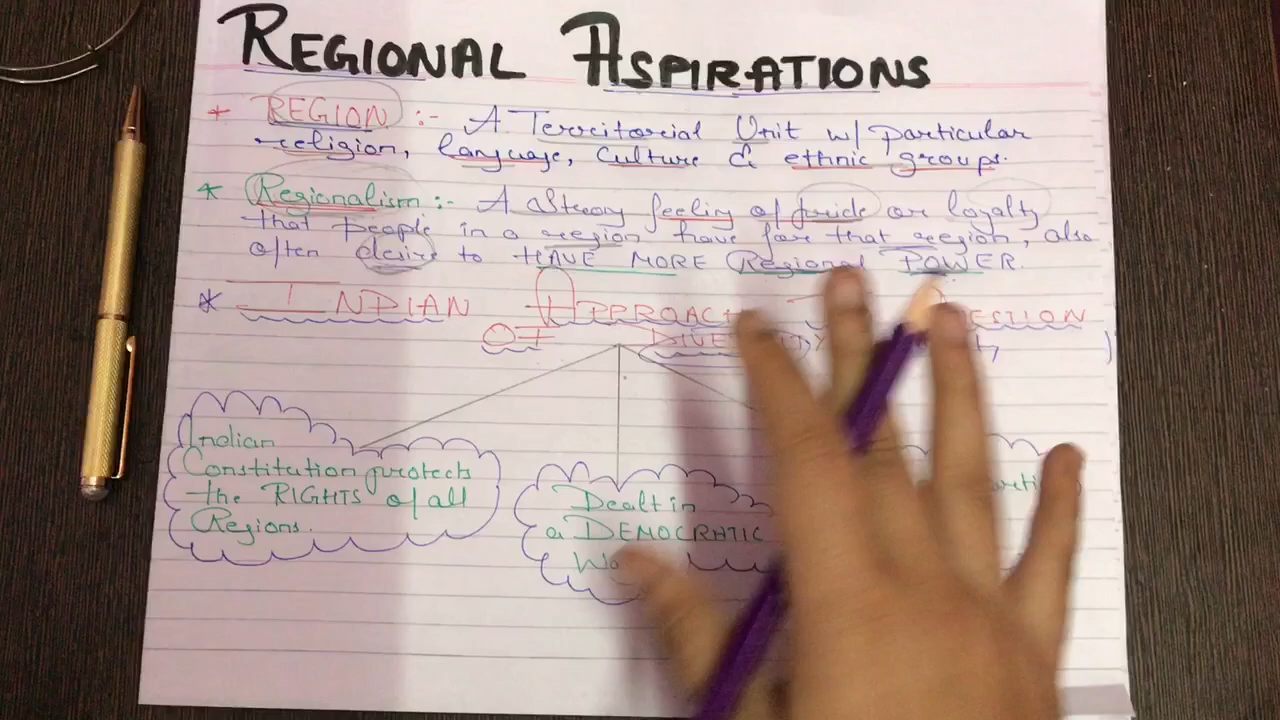 REGIONAL ASPIRATIONS
* REGION :- A Territorial Unit w/ particular
religion, language, culture & ethnic groups.
* Regionalism :- A strong feeling of pride or loyalty
that people in a region have for that region, also
often desire to HAVE MORE Regional POWER.
* INDIAN APPROACH
OF
Indian
Constitution protects
the RIGHTS of all
Regions.
Dealt in
a DEMOCRATIC